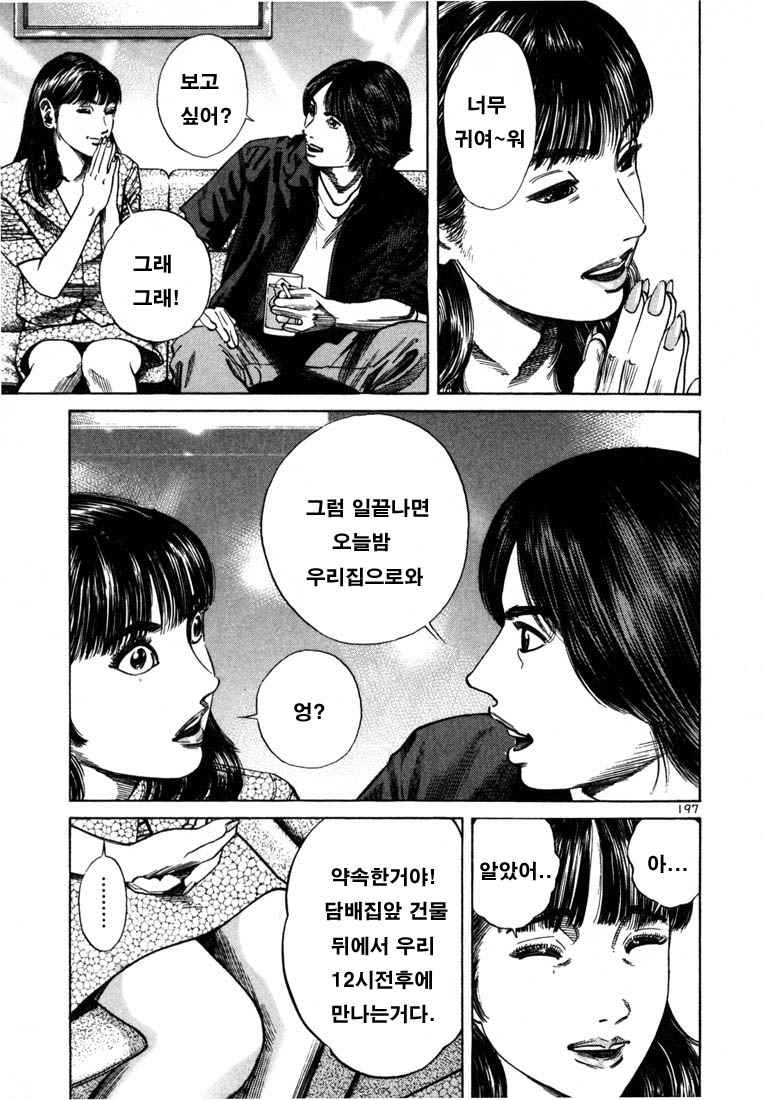 너무
귀여~워
보고
싶어?
그래
그래!
그럼 일끝나면
오늘밤
우리집으로와
엉?
197
아...
알았어..
약속한거야!
담배집앞 건물
뒤에서 우리
12시전후에
만나는거다.
........